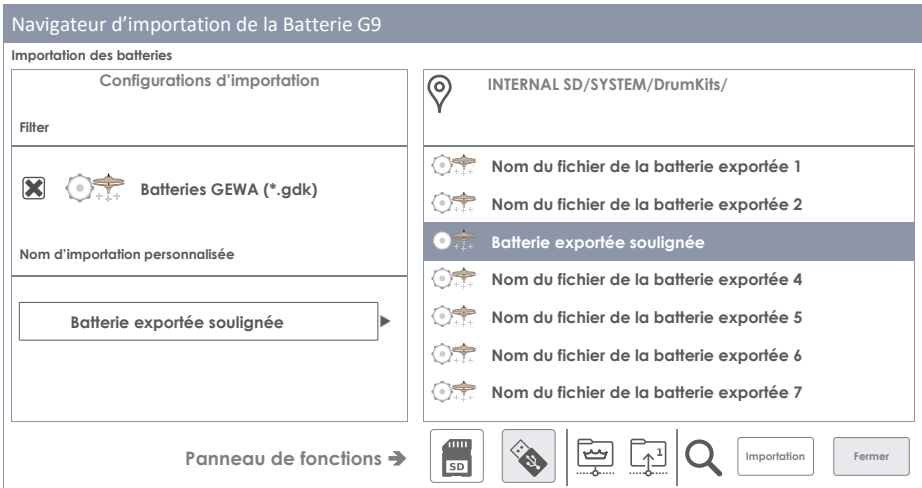 Navigateur d'importation de la Batterie G9
Importation des batteries
Configurations d'importation
Filter
Batteries GEWA (*.gdk)
Nom d'importation personnalisée
Batterie exportée soulignée
INTERNAL SD/SYSTEM/DrumKits/
Nom du fichier de la batterie exportée 1
Nom du fichier de la batterie exportée 2
Batterie exportée soulignée
Nom du fichier de la batterie exportée 4
Nom du fichier de la batterie exportée 5
Nom du fichier de la batterie exportée 6
Nom du fichier de la batterie exportée 7
Panneau de fonctions ➔
SD
1
Importation
Fermer